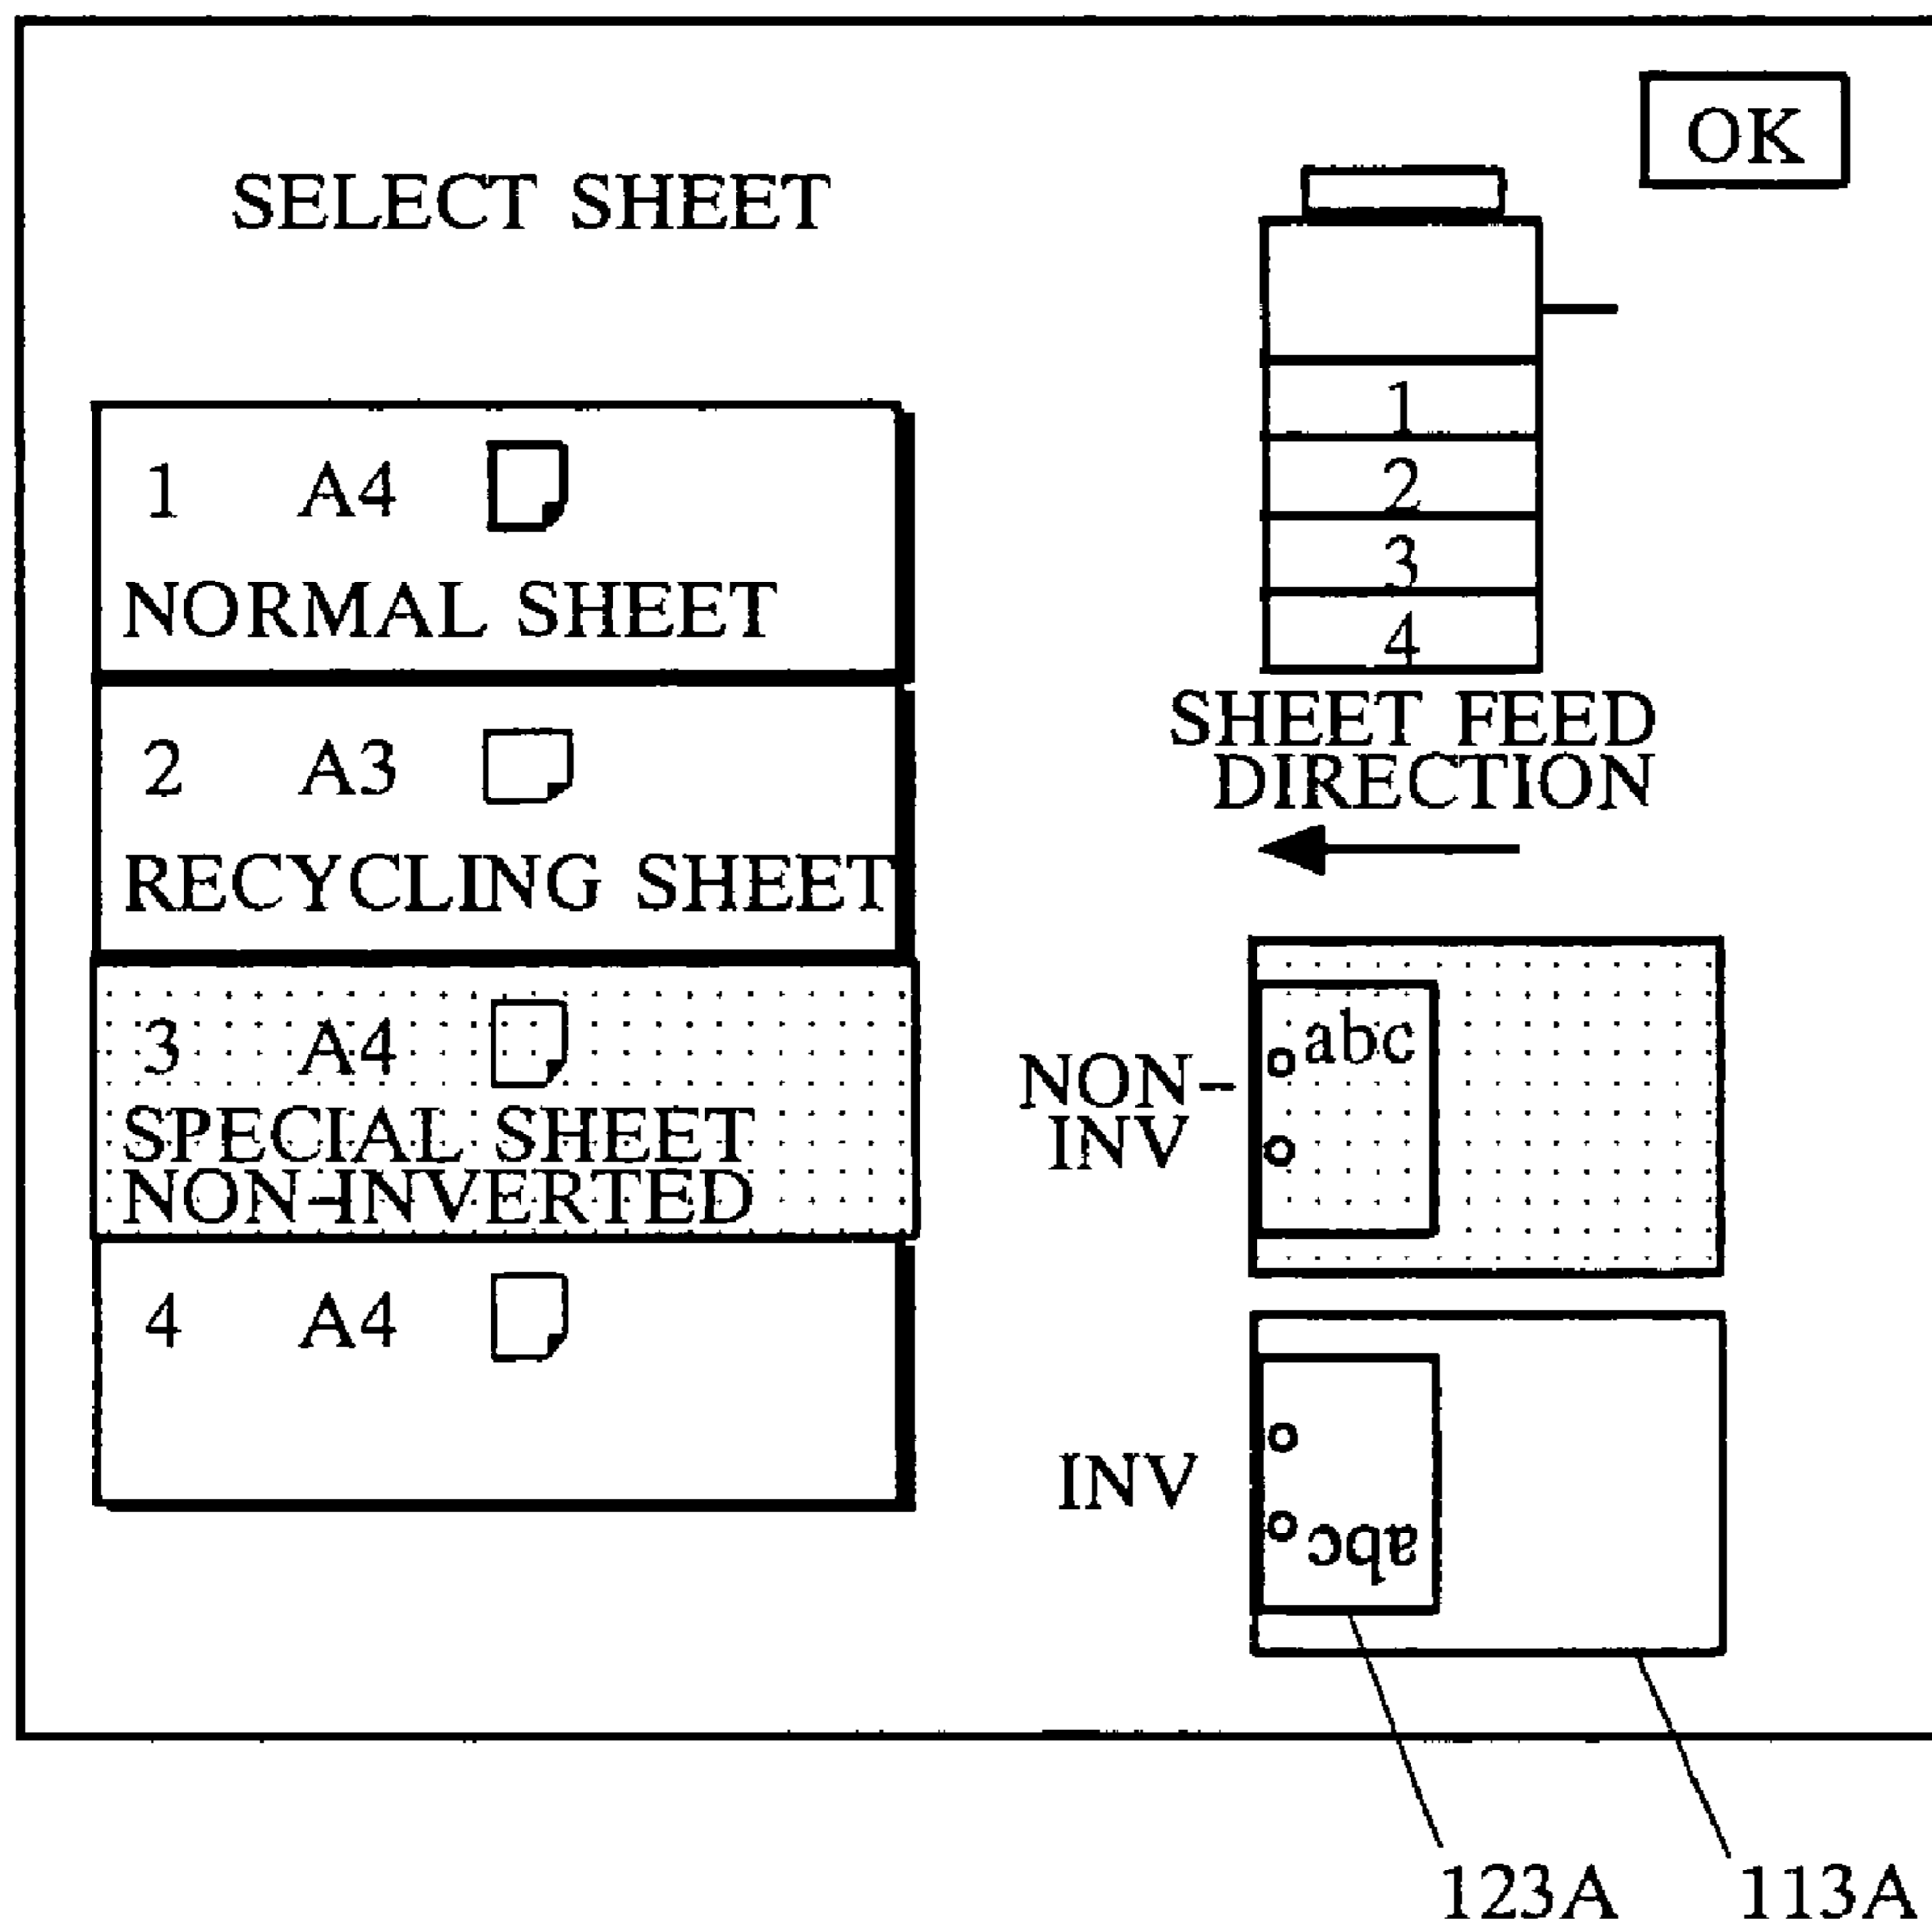 OK
SELECT SHEET
1 A4
NORMAL SHEET
2 A3
RECYCLING SHEET
3 A4
SPECIAL SHEET
NON-INVERTED
4 A4
1
2
3
4
SHEET FEED
DIRECTION
NON-
INV
abc
INV
abc
123A
113A